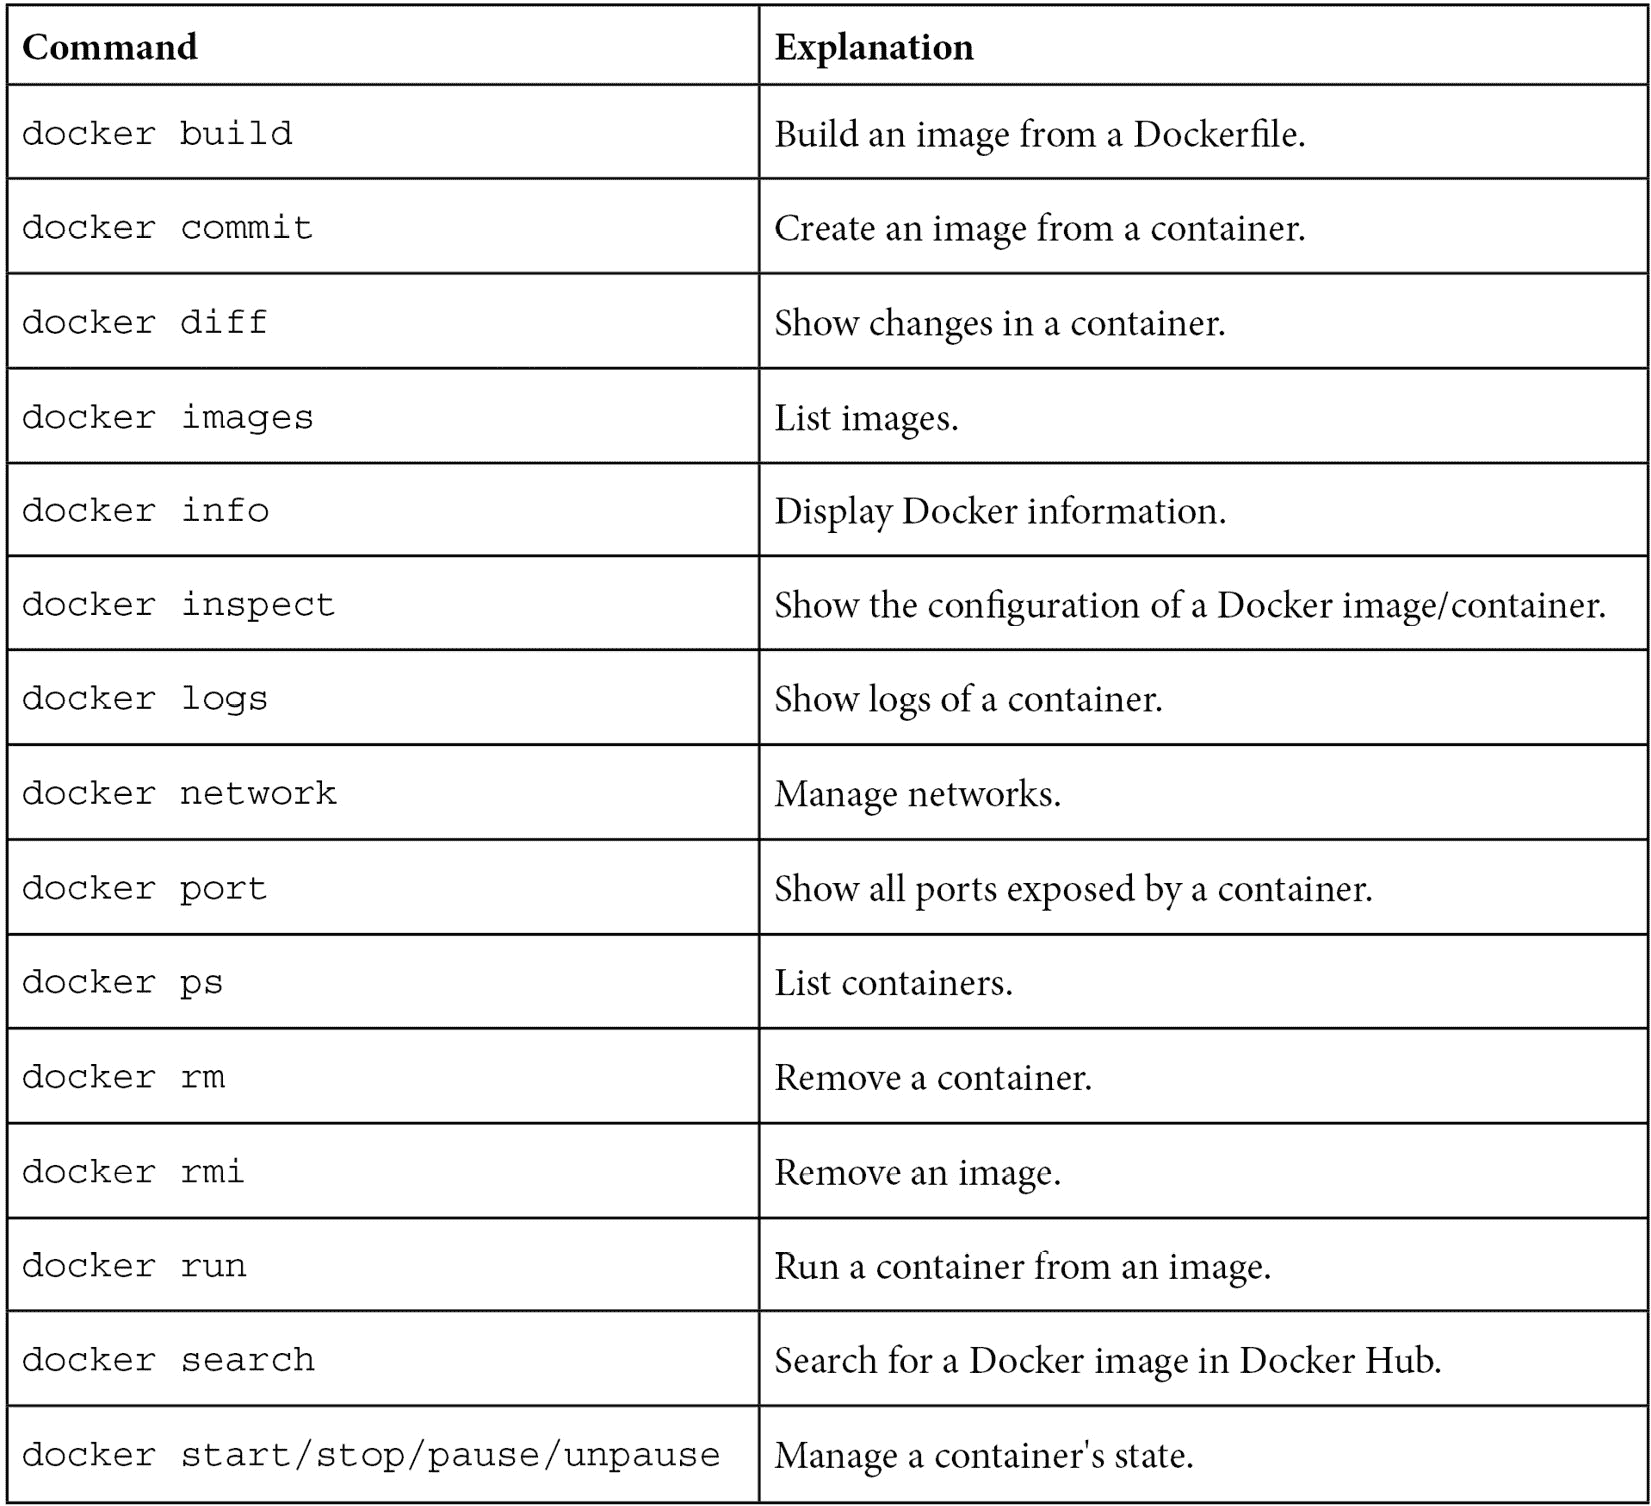 Command Explanation
docker build Build an image from a Dockerfile.
docker commit Create an image from a container.
docker diff Show changes in a container.
docker images List images.
docker info Display Docker information.
docker inspect Show the configuration of a Docker image/container.
docker logs Show logs of a container.
docker network Manage networks.
docker port Show all ports exposed by a container.
docker ps List containers.
docker rm Remove a container.
docker rmi Remove an image.
docker run Run a container from an image.
docker search Search for a Docker image in Docker Hub.
docker start/stop/pause/unpause Manage a container's state.